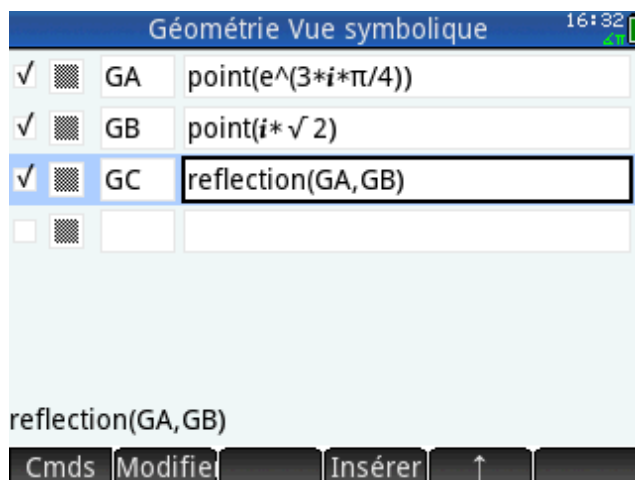 Géométrie Vue symbolique 16:32
∡π
√ GA point(e^(3*i*π/4))
√ GB point(i*√2)
√ GC reflection(GA,GB)
reflection(GA,GB)
Cmds Modifie Insérer ↑